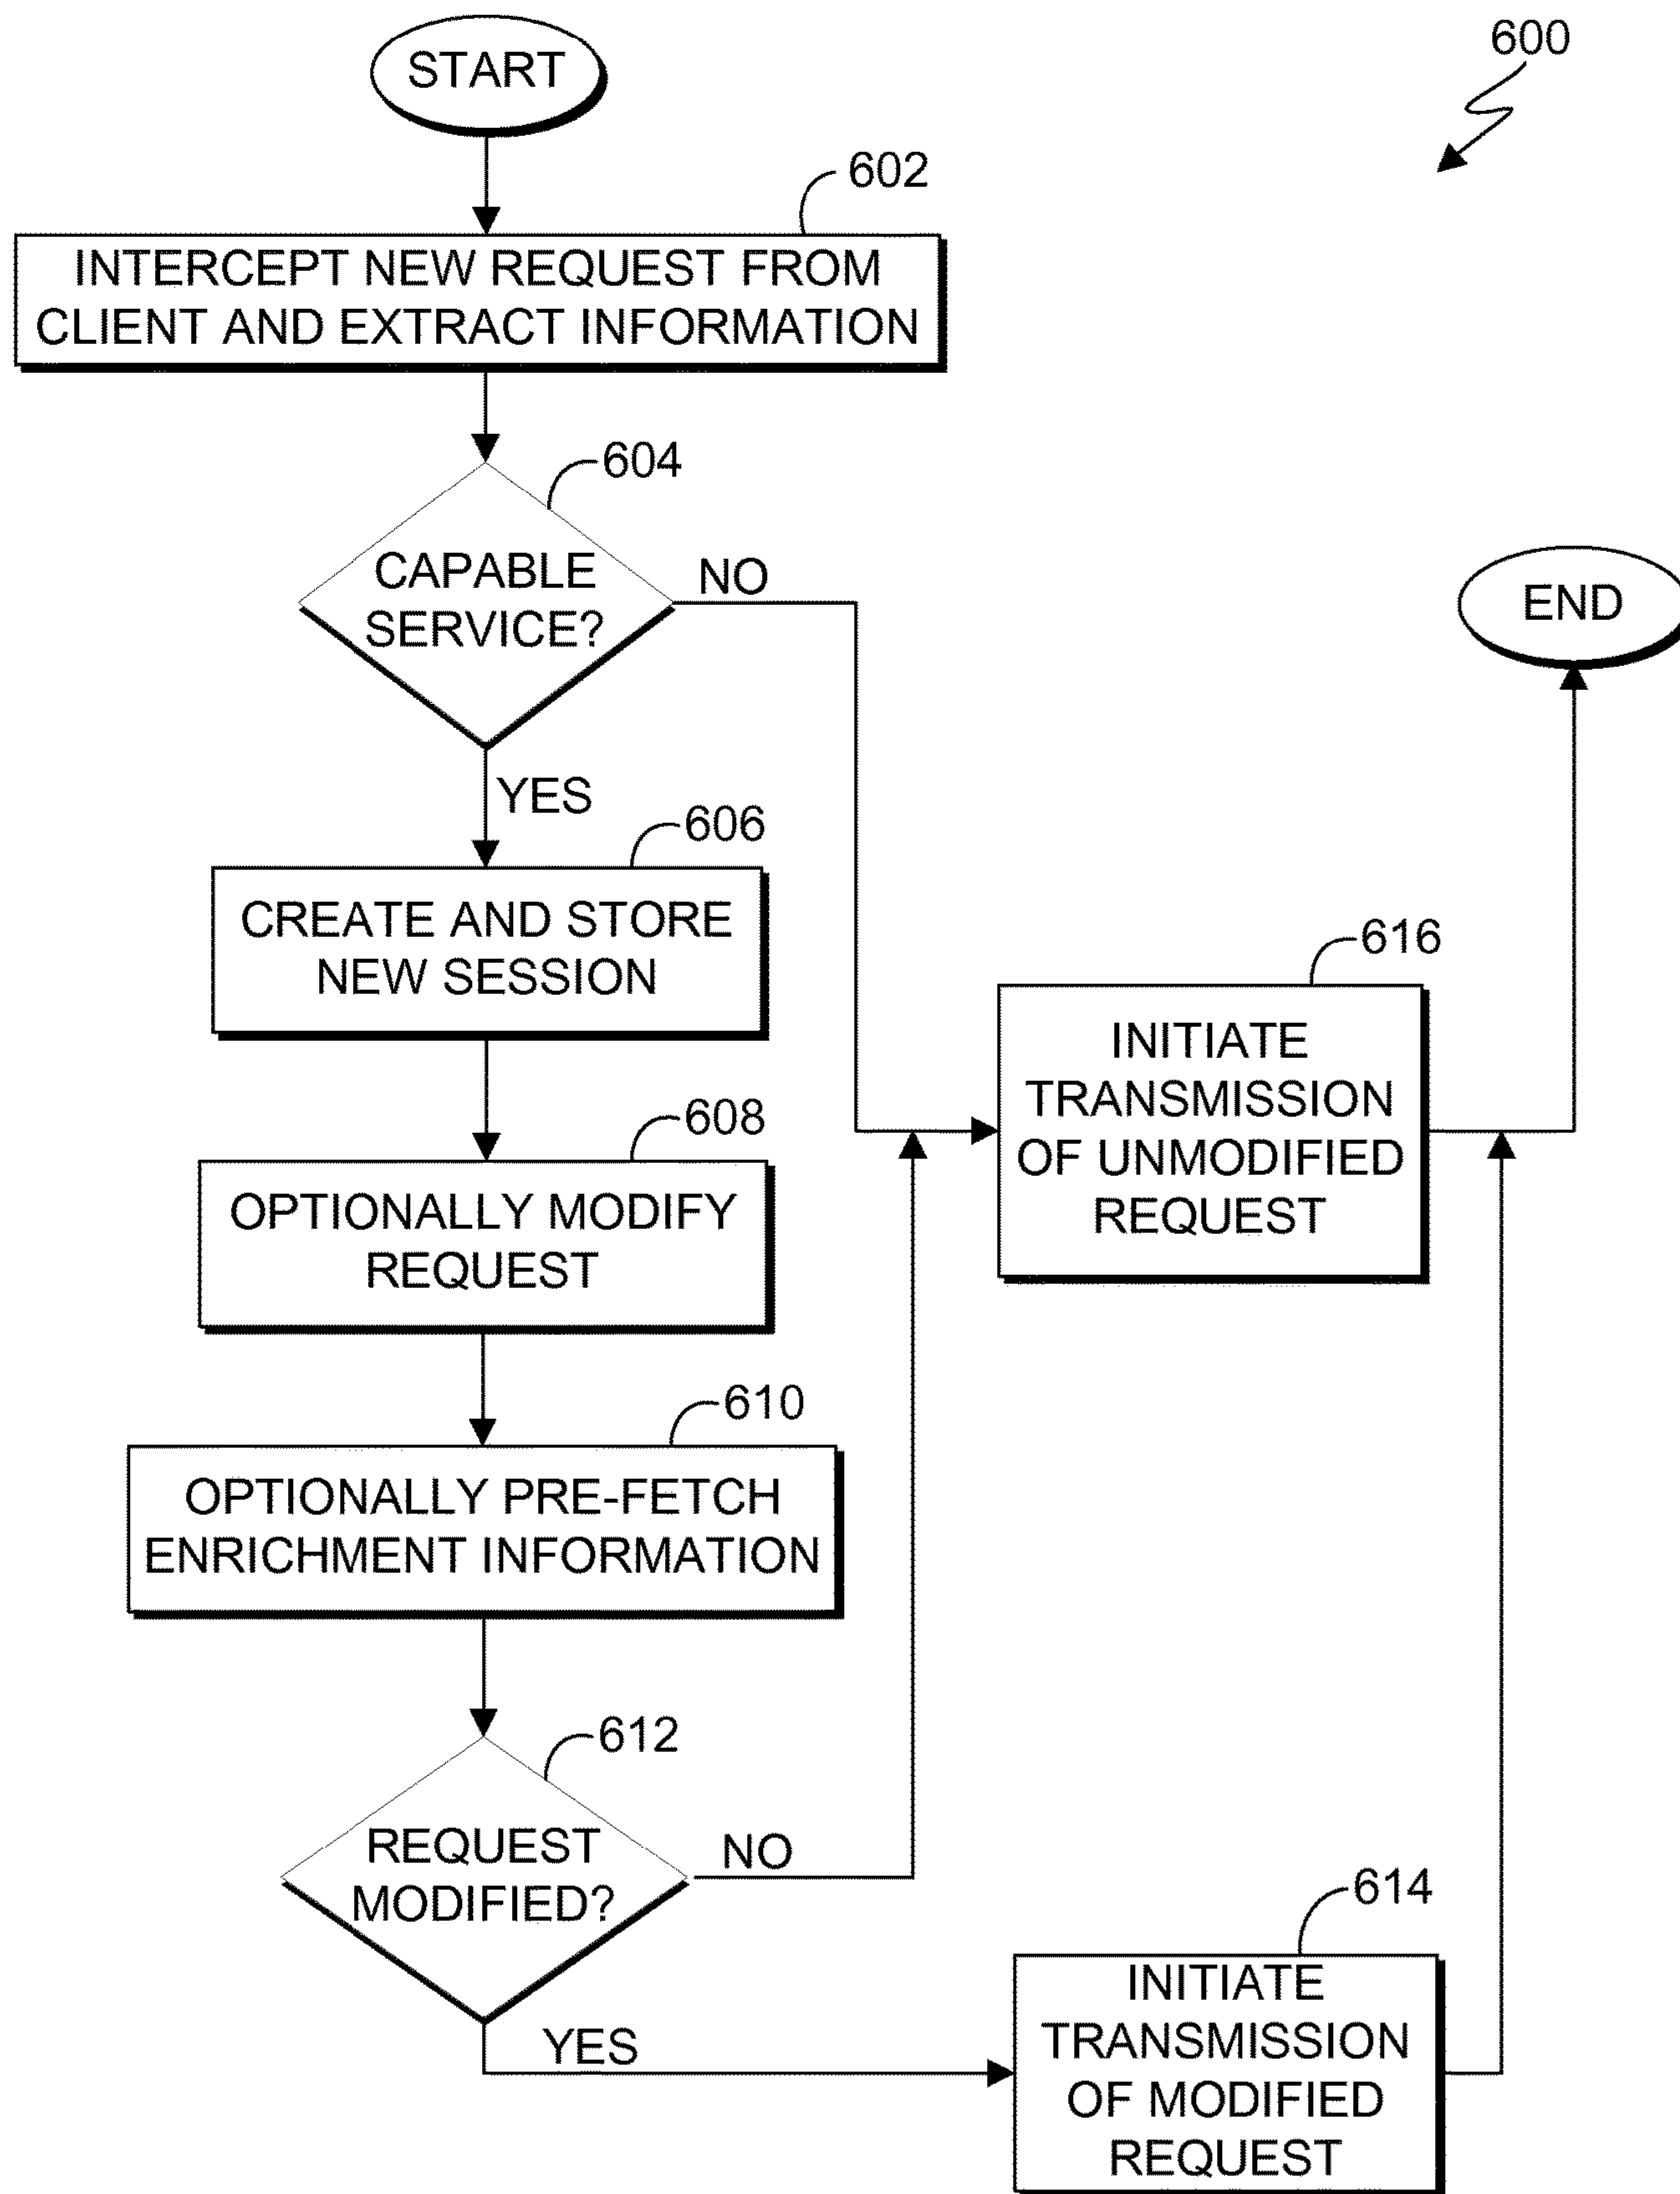 START
600
602
INTERCEPT NEW REQUEST FROM
CLIENT AND EXTRACT INFORMATION
604
CAPABLE
SERVICE?
NO
END
YES
606
CREATE AND STORE
NEW SESSION
616
INITIATE
TRANSMISSION
OF UNMODIFIED
REQUEST
608
OPTIONALLY MODIFY
REQUEST
610
OPTIONALLY PRE-FETCH
ENRICHMENT INFORMATION
612
REQUEST
MODIFIED?
NO
YES
614
INITIATE
TRANSMISSION
OF MODIFIED
REQUEST